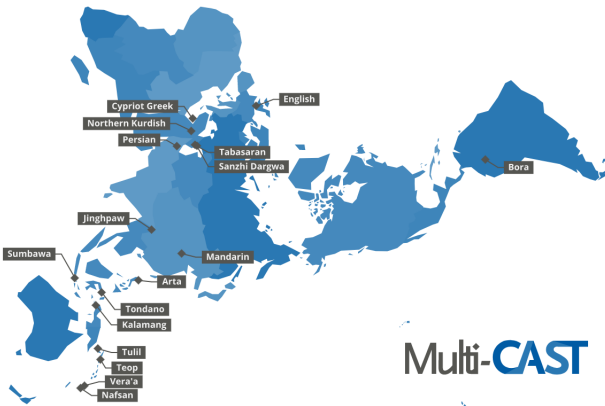 English
Cypriot Greek
Northern Kurdish
Persian
Tabasaran
Sanzhi Dargwa
Bora
Jinghpaw
Sumbawa
Mandarin
Arta
Tondano
Kalamang
Tulil
Teop
Vera'a
Nafsan
Multi-CAST